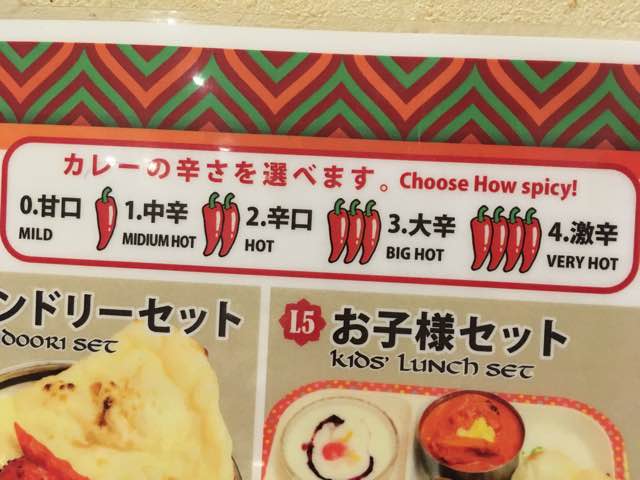 カレーの辛さを選べます。Choose How spicy!
0.甘口
MILD
1.中辛
MIDIUM HOT
2.辛口
HOT
3.大辛
BIG HOT
4.激辛
VERY HOT
ンドリーセット
DOORI SET
L5 お子様セット
KIDS' LUNCH SET